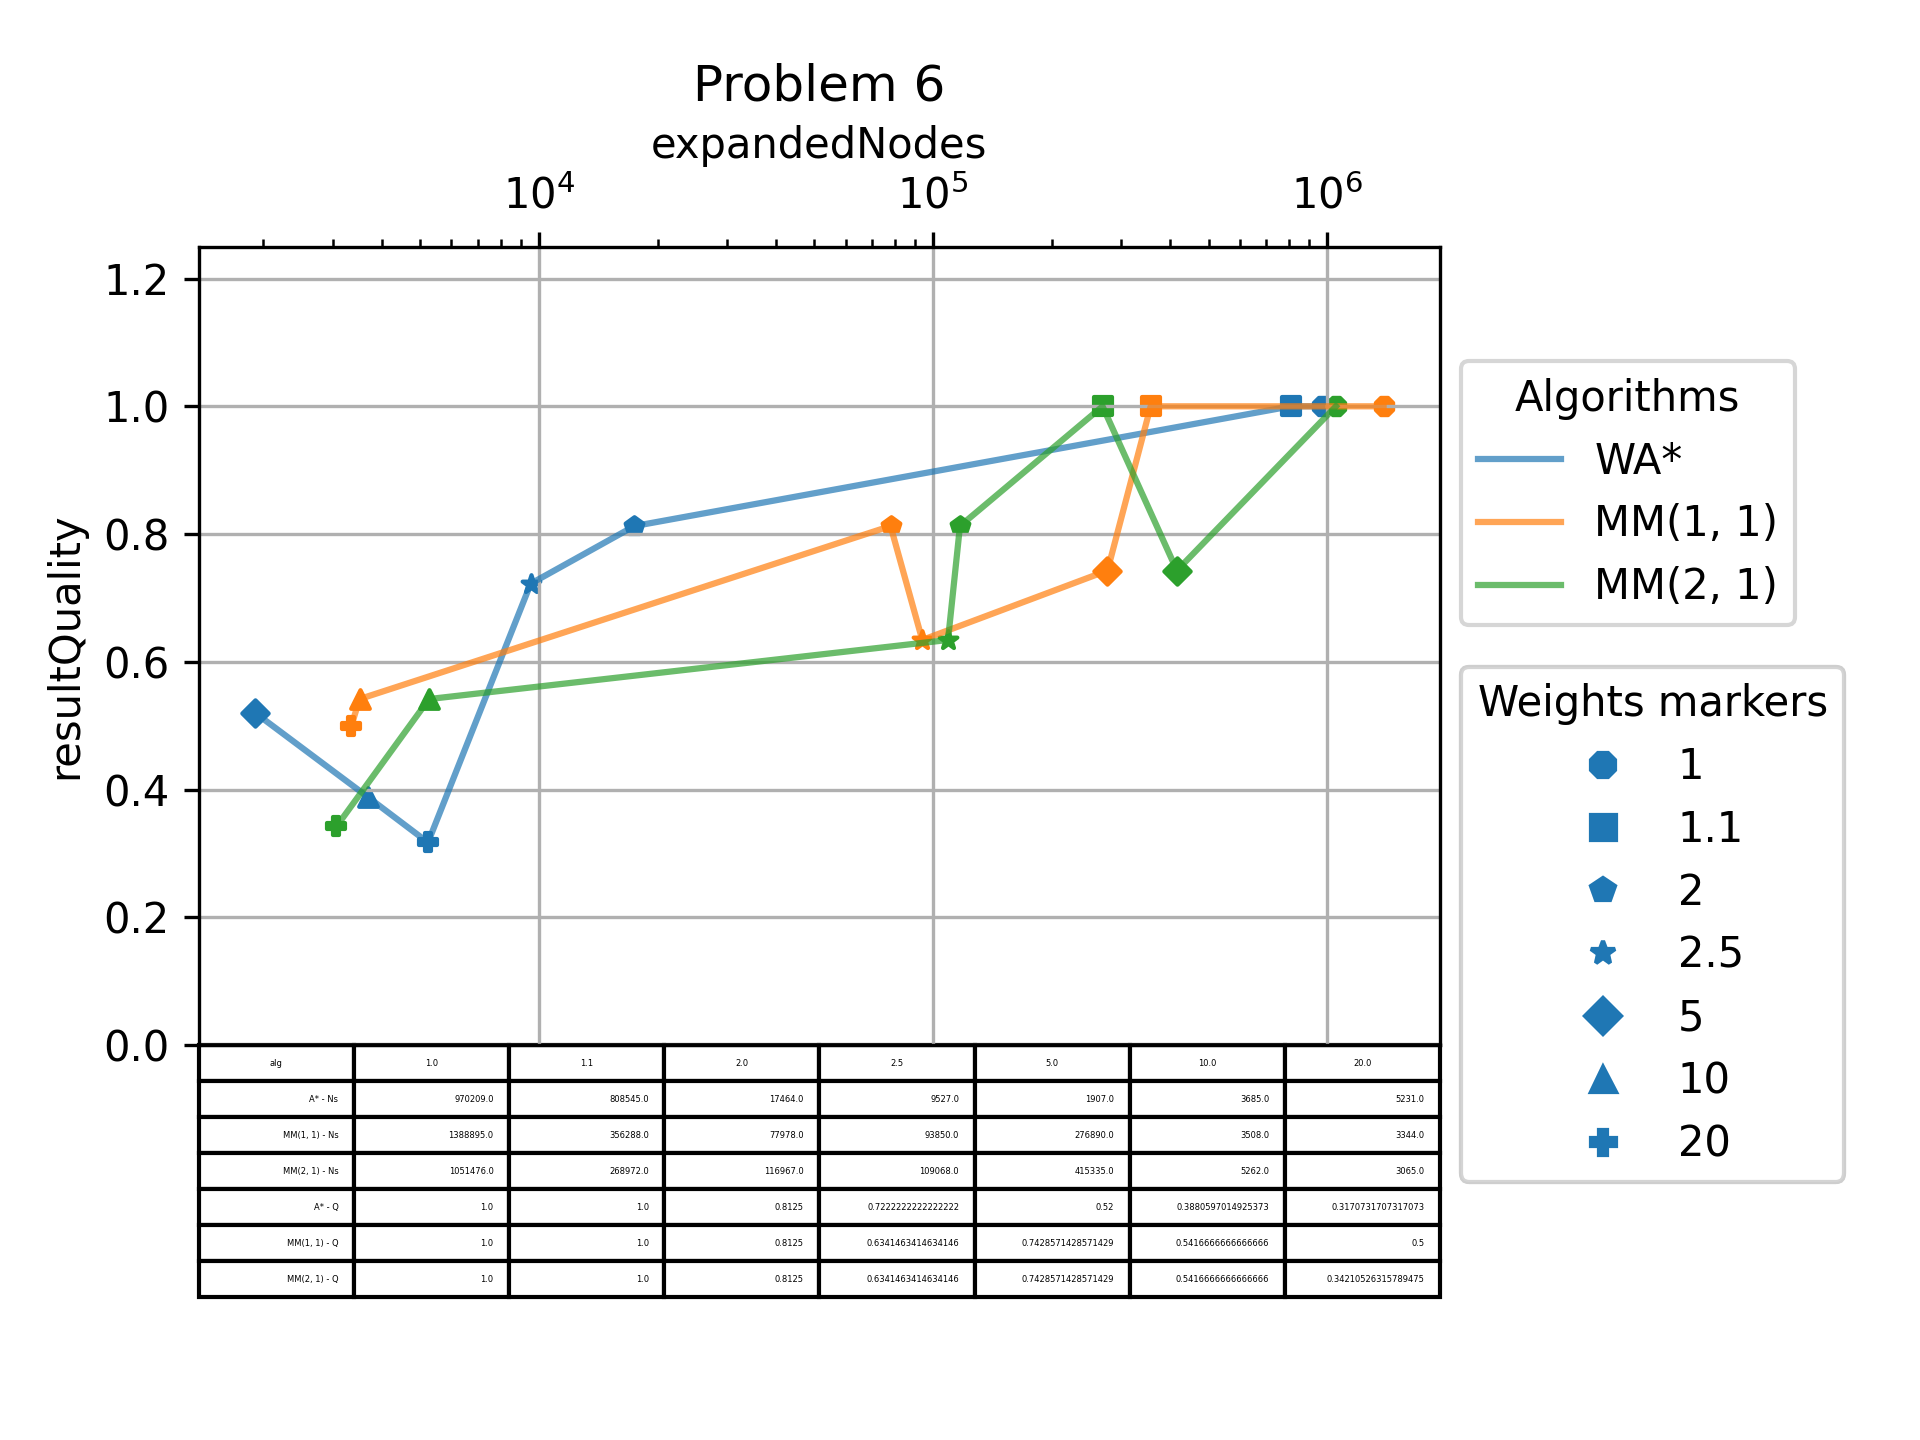 Problem 6
expandedNodes
10⁴ 10⁵ 10⁶
resultQuality
1.2
1.0
0.8
0.6
0.4
0.2
0.0
Algorithms
WA*
MM(1, 1)
MM(2, 1)
Weights markers
1
1.1
2
2.5
5
10
20
alg 1.0 1.1 2.0 2.5 5.0 10.0 20.0
A* - Ns 970209.0 808545.0 17464.0 9527.0 1907.0 3685.0 5231.0
MM(1, 1) - Ns 1388895.0 356288.0 77978.0 93850.0 276890.0 3508.0 3344.0
MM(2, 1) - Ns 1051476.0 268972.0 116967.0 109068.0 415335.0 5262.0 3065.0
A* - Q 1.0 1.0 0.8125 0.7222222222222222 0.52 0.3880597014925373 0.3170731707317073
MM(1, 1) - Q 1.0 1.0 0.8125 0.6341463414634146 0.7428571428571429 0.5416666666666666 0.5
MM(2, 1) - Q 1.0 1.0 0.8125 0.6341463414634146 0.7428571428571429 0.5416666666666666 0.34210526315789475